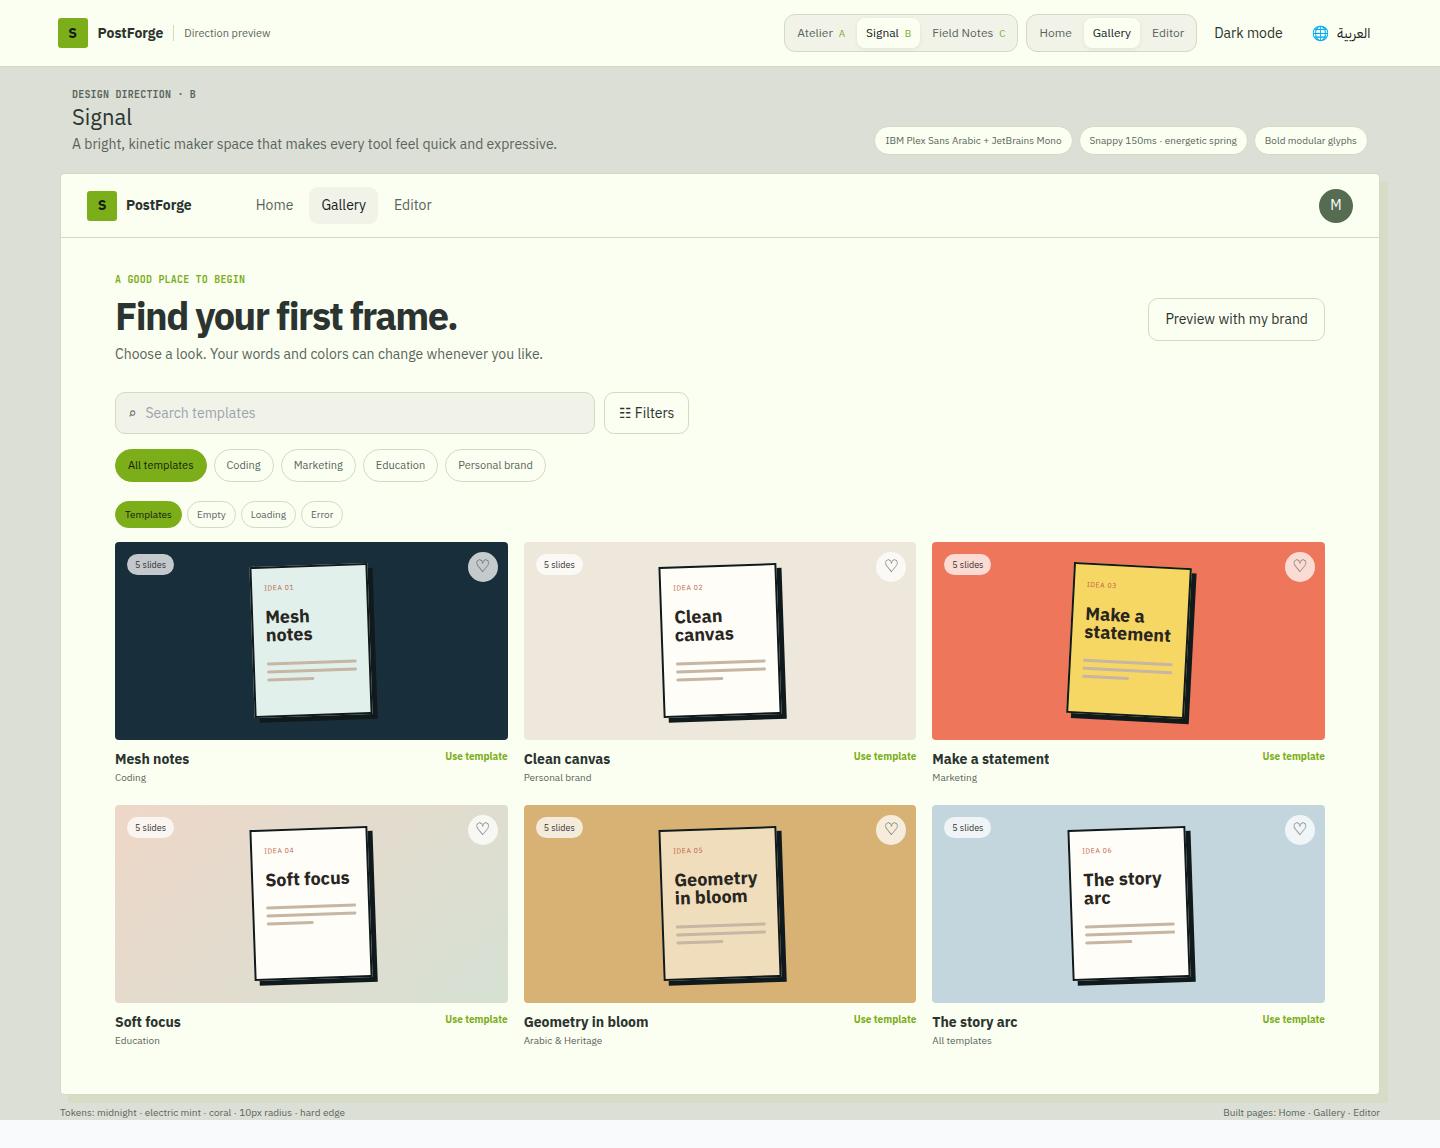 S PostForge Direction preview Atelier A Signal B Field Notes C Home Gallery Editor Dark mode العربية
DESIGN DIRECTION · B
Signal
A bright, kinetic maker space that makes every tool feel quick and expressive.
IBM Plex Sans Arabic + JetBrains Mono Snappy 150ms · energetic spring Bold modular glyphs
S PostForge Home Gallery Editor M
A GOOD PLACE TO BEGIN
Find your first frame.
Preview with my brand
Choose a look. Your words and colors can change whenever you like.
Search templates Filters
All templates Coding Marketing Education Personal brand
Templates Empty Loading Error
5 slides
IDEA 01
Mesh
notes
5 slides
IDEA 02
Clean
canvas
5 slides
IDEA 03
Make a
statement
Mesh notes Use template
Coding
Clean canvas Use template
Personal brand
Make a statement Use template
Marketing
5 slides
IDEA 04
Soft focus
5 slides
IDEA 05
Geometry
in bloom
5 slides
IDEA 06
The story
arc
Soft focus Use template
Education
Geometry in bloom Use template
Arabic & Heritage
The story arc Use template
All templates
Tokens: midnight · electric mint · coral · 10px radius · hard edge Built pages: Home · Gallery · Editor